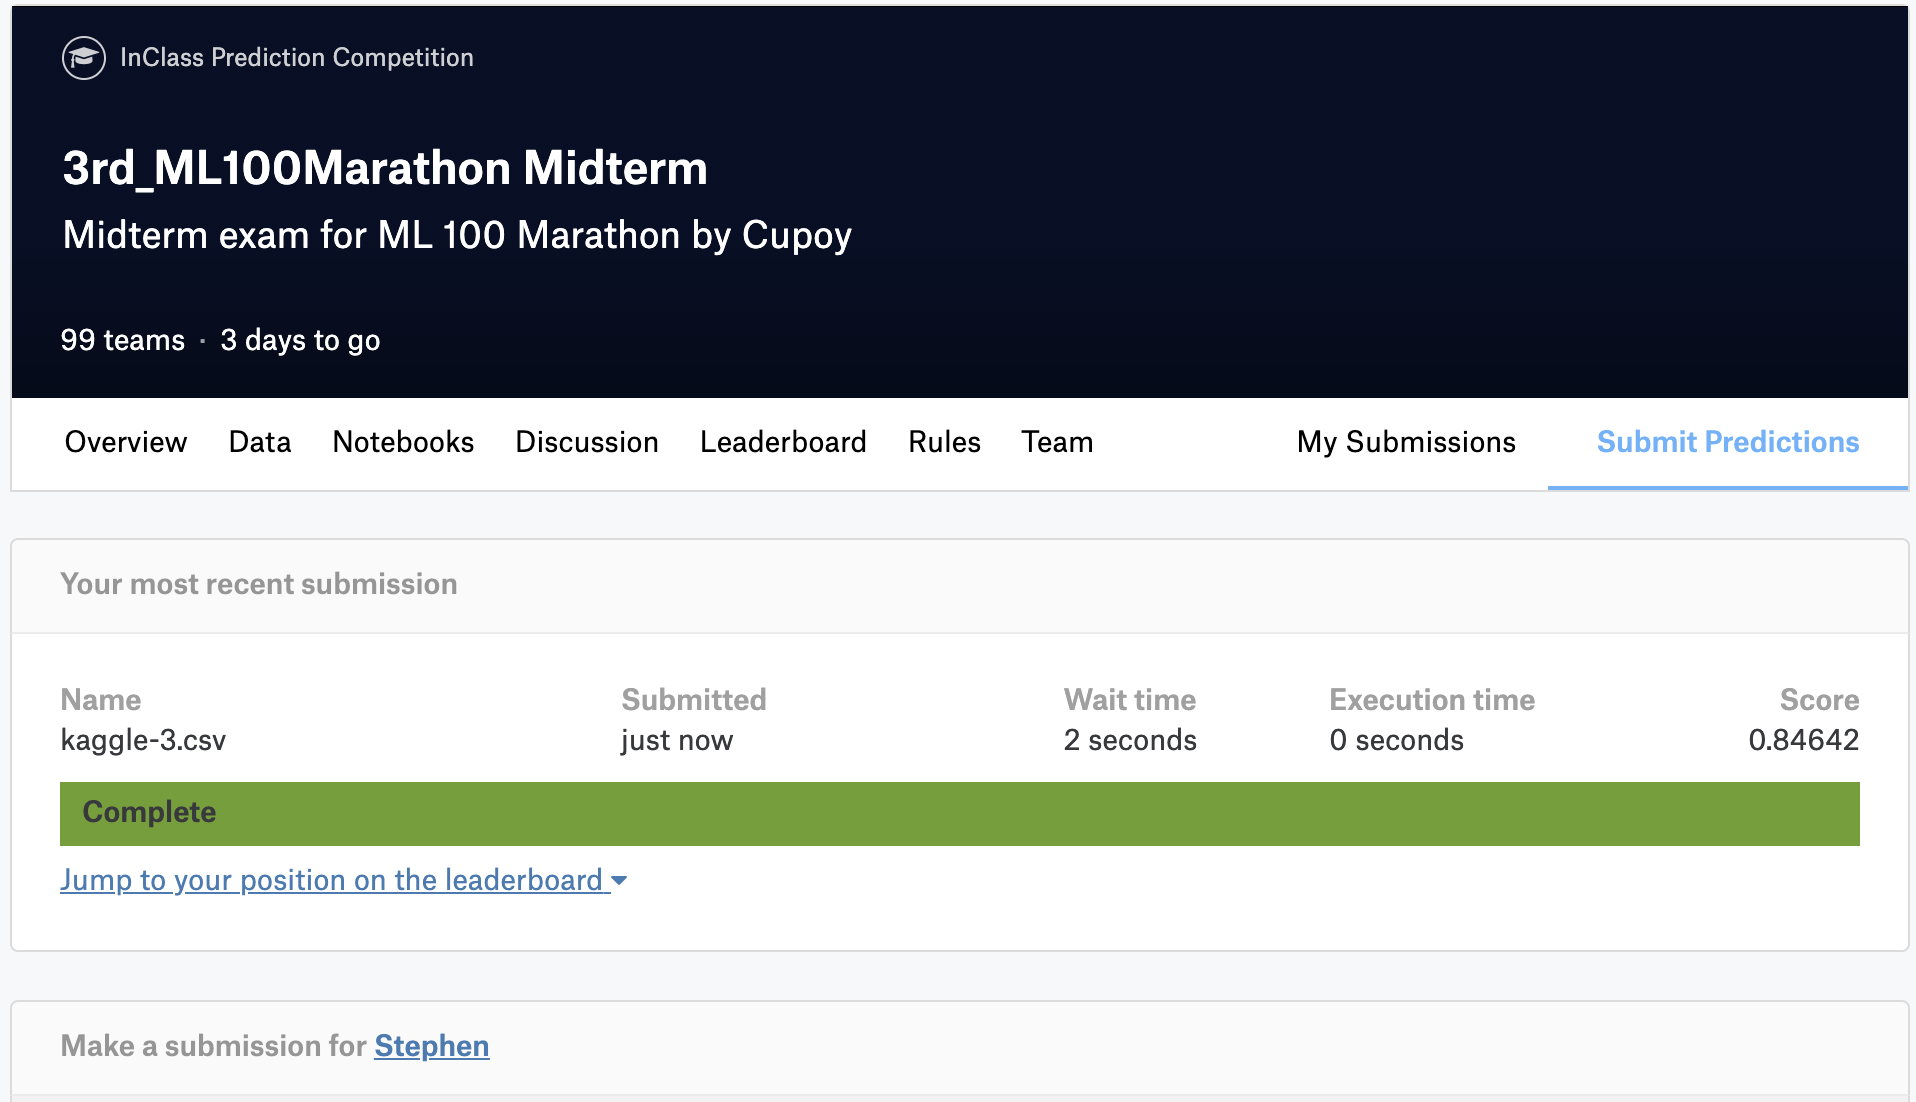 InClass Prediction Competition
3rd_ML100Marathon Midterm
Midterm exam for ML 100 Marathon by Cupoy
99 teams · 3 days to go
Overview Data Notebooks Discussion Leaderboard Rules Team My Submissions Submit Predictions
Your most recent submission
Name Submitted Wait time Execution time Score
kaggle-3.csv just now 2 seconds 0 seconds 0.84642
Complete
Jump to your position on the leaderboard
Make a submission for Stephen